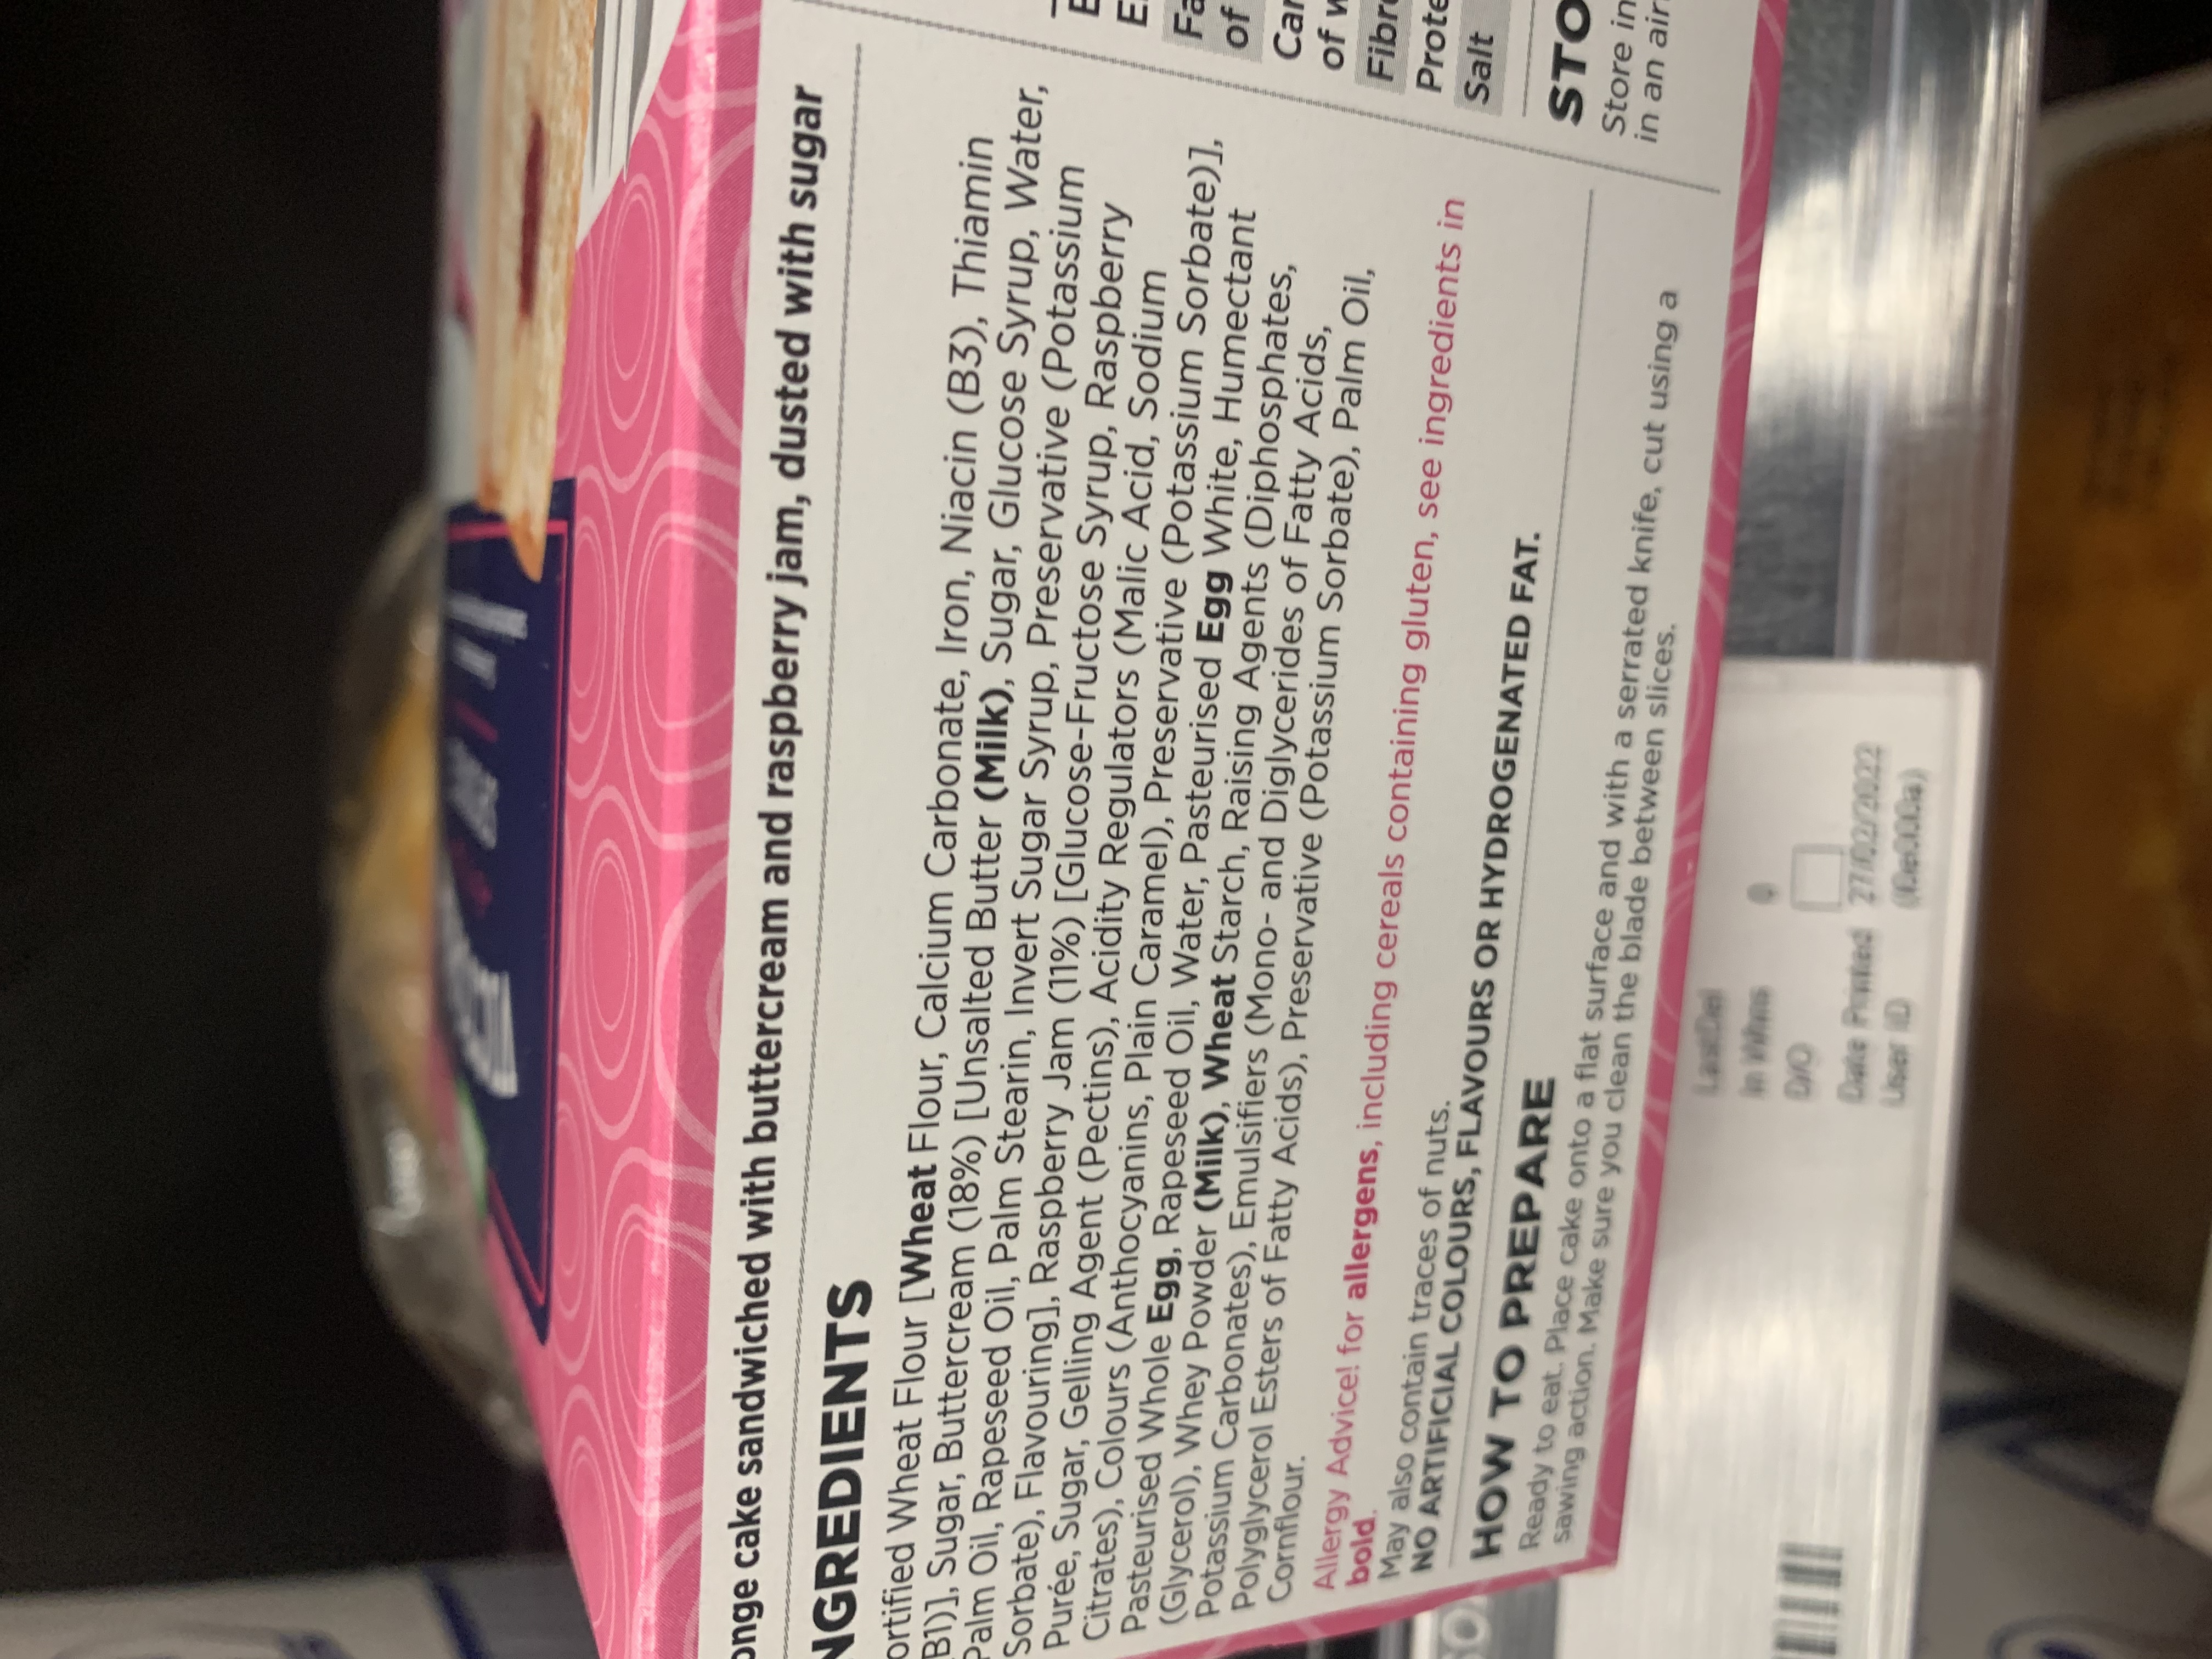 onge cake sandwiched with buttercream and raspberry jam, dusted with sugar
NGREDIENTS
ortified Wheat Flour [Wheat Flour, Calcium Carbonate, Iron, Niacin (B3), Thiamin
B1)], Sugar, Buttercream (18%) [Unsalted Butter (Milk), Sugar, Glucose Syrup, Water,
Palm Oil, Rapeseed Oil, Palm Stearin, Invert Sugar Syrup, Preservative (Potassium
Sorbate), Flavouring], Raspberry Jam (11%) [Glucose-Fructose Syrup, Raspberry
Purée, Sugar, Gelling Agent (Pectins), Acidity Regulators (Malic Acid, Sodium
Citrates), Colours (Anthocyanins, Plain Caramel), Preservative (Potassium Sorbate)],
Pasteurised Whole Egg, Rapeseed Oil, Water, Pasteurised Egg White, Humectant
(Glycerol), Whey Powder (Milk), Wheat Starch, Raising Agents (Diphosphates,
Potassium Carbonates), Emulsifiers (Mono- and Diglycerides of Fatty Acids,
Polyglycerol Esters of Fatty Acids), Preservative (Potassium Sorbate), Palm Oil,
Cornflour.
Allergy Advice! for allergens, including cereals containing gluten, see ingredients in
bold.
May also contain traces of nuts.
NO ARTIFICIAL COLOURS, FLAVOURS OR HYDROGENATED FAT.
HOW TO PREPARE
Ready to eat. Place cake onto a flat surface and with a serrated knife, cut using a
sawing action. Make sure you clean the blade between slices.
E
E
Fa
of
Car
of w
Fibre
Prote
Salt
STO
Store in
in an air
LastDel
In Whns 0
D/O
Date Printed 27/02/2022
User ID